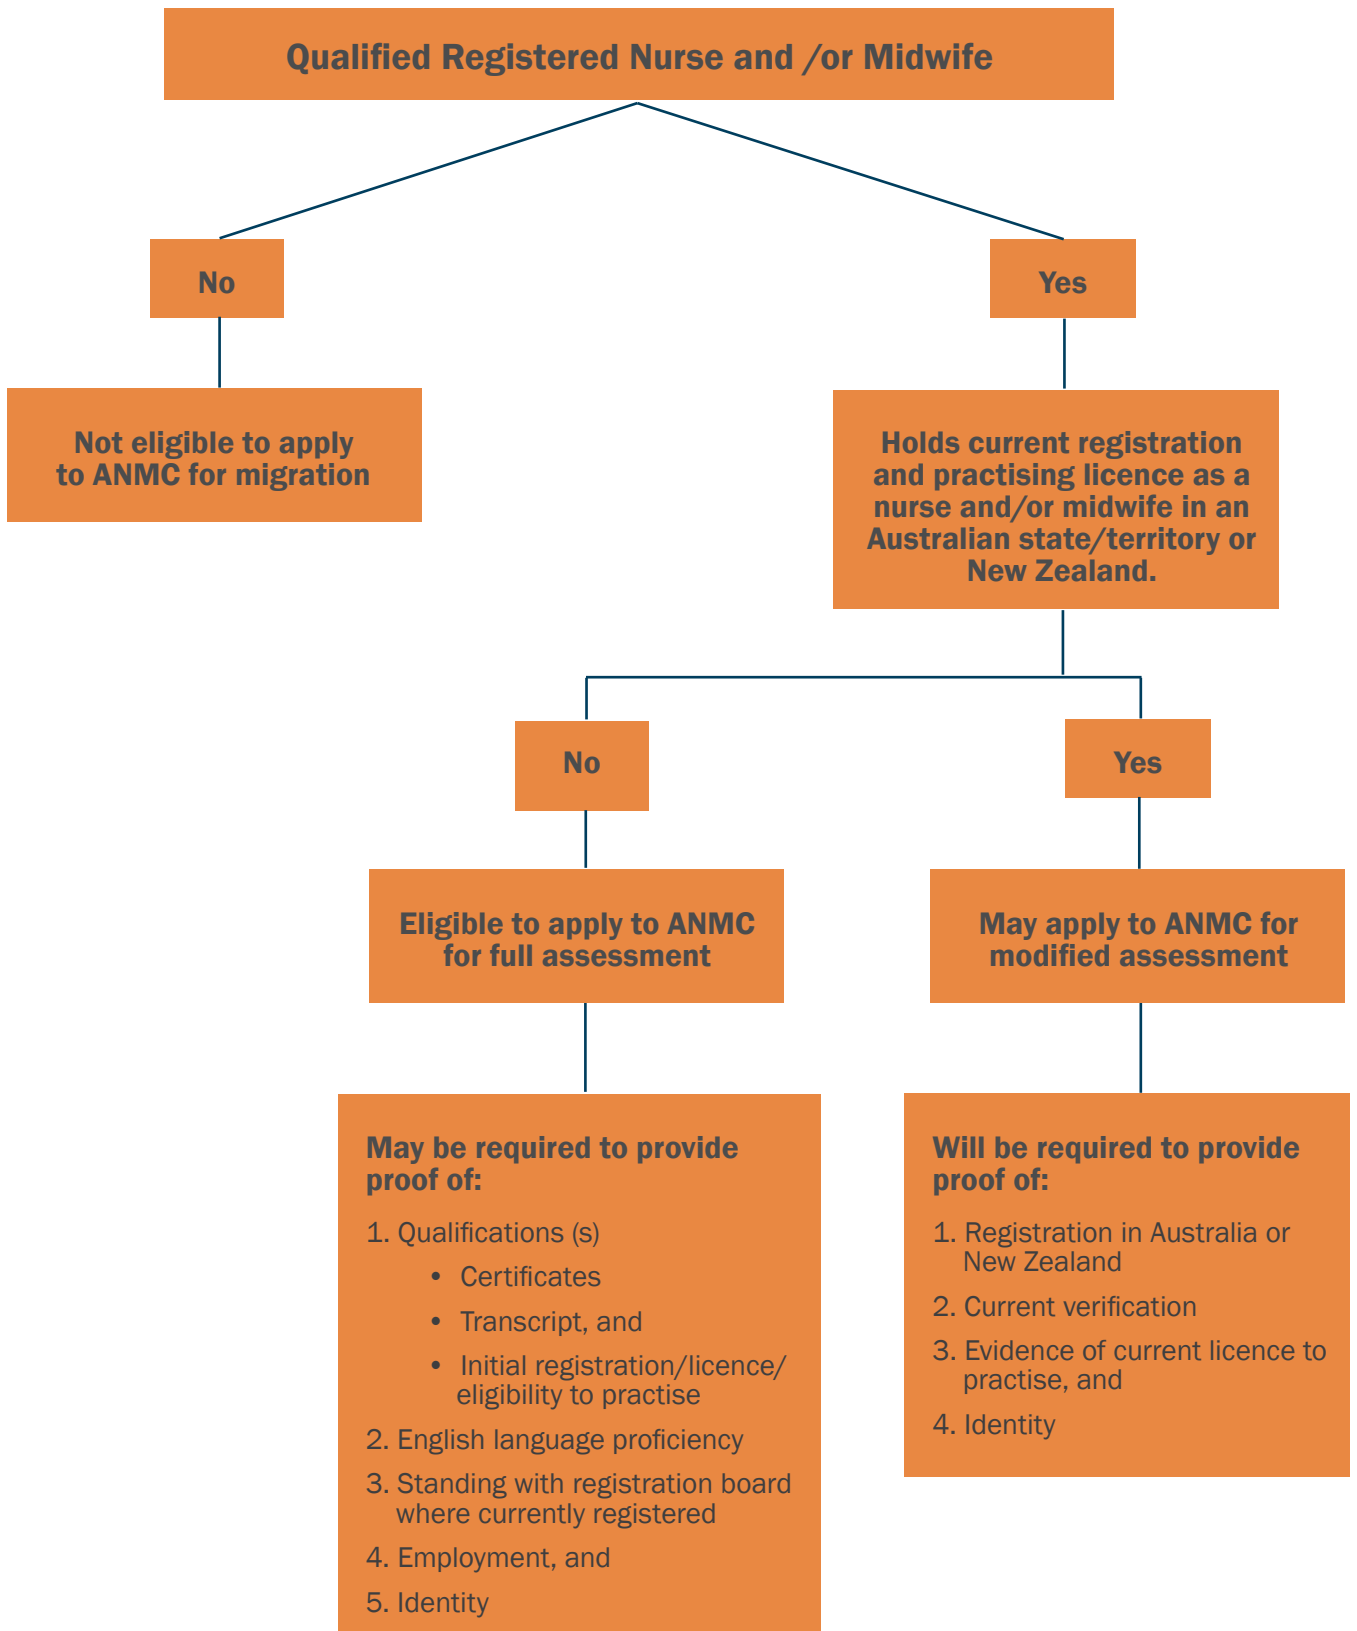 Qualified Registered Nurse and /or Midwife
No
Yes
Not eligible to apply
to ANMC for migration
Holds current registration
and practising licence as a
nurse and/or midwife in an
Australian state/territory or
New Zealand.
No
Yes
Eligible to apply to ANMC
for full assessment
May apply to ANMC for
modified assessment
May be required to provide
proof of:
1. Qualifications (s)
• Certificates
• Transcript, and
• Initial registration/licence/
eligibility to practise
2. English language proficiency
3. Standing with registration board
where currently registered
4. Employment, and
5. Identity
Will be required to provide
proof of:
1. Registration in Australia or
New Zealand
2. Current verification
3. Evidence of current licence to
practise, and
4. Identity